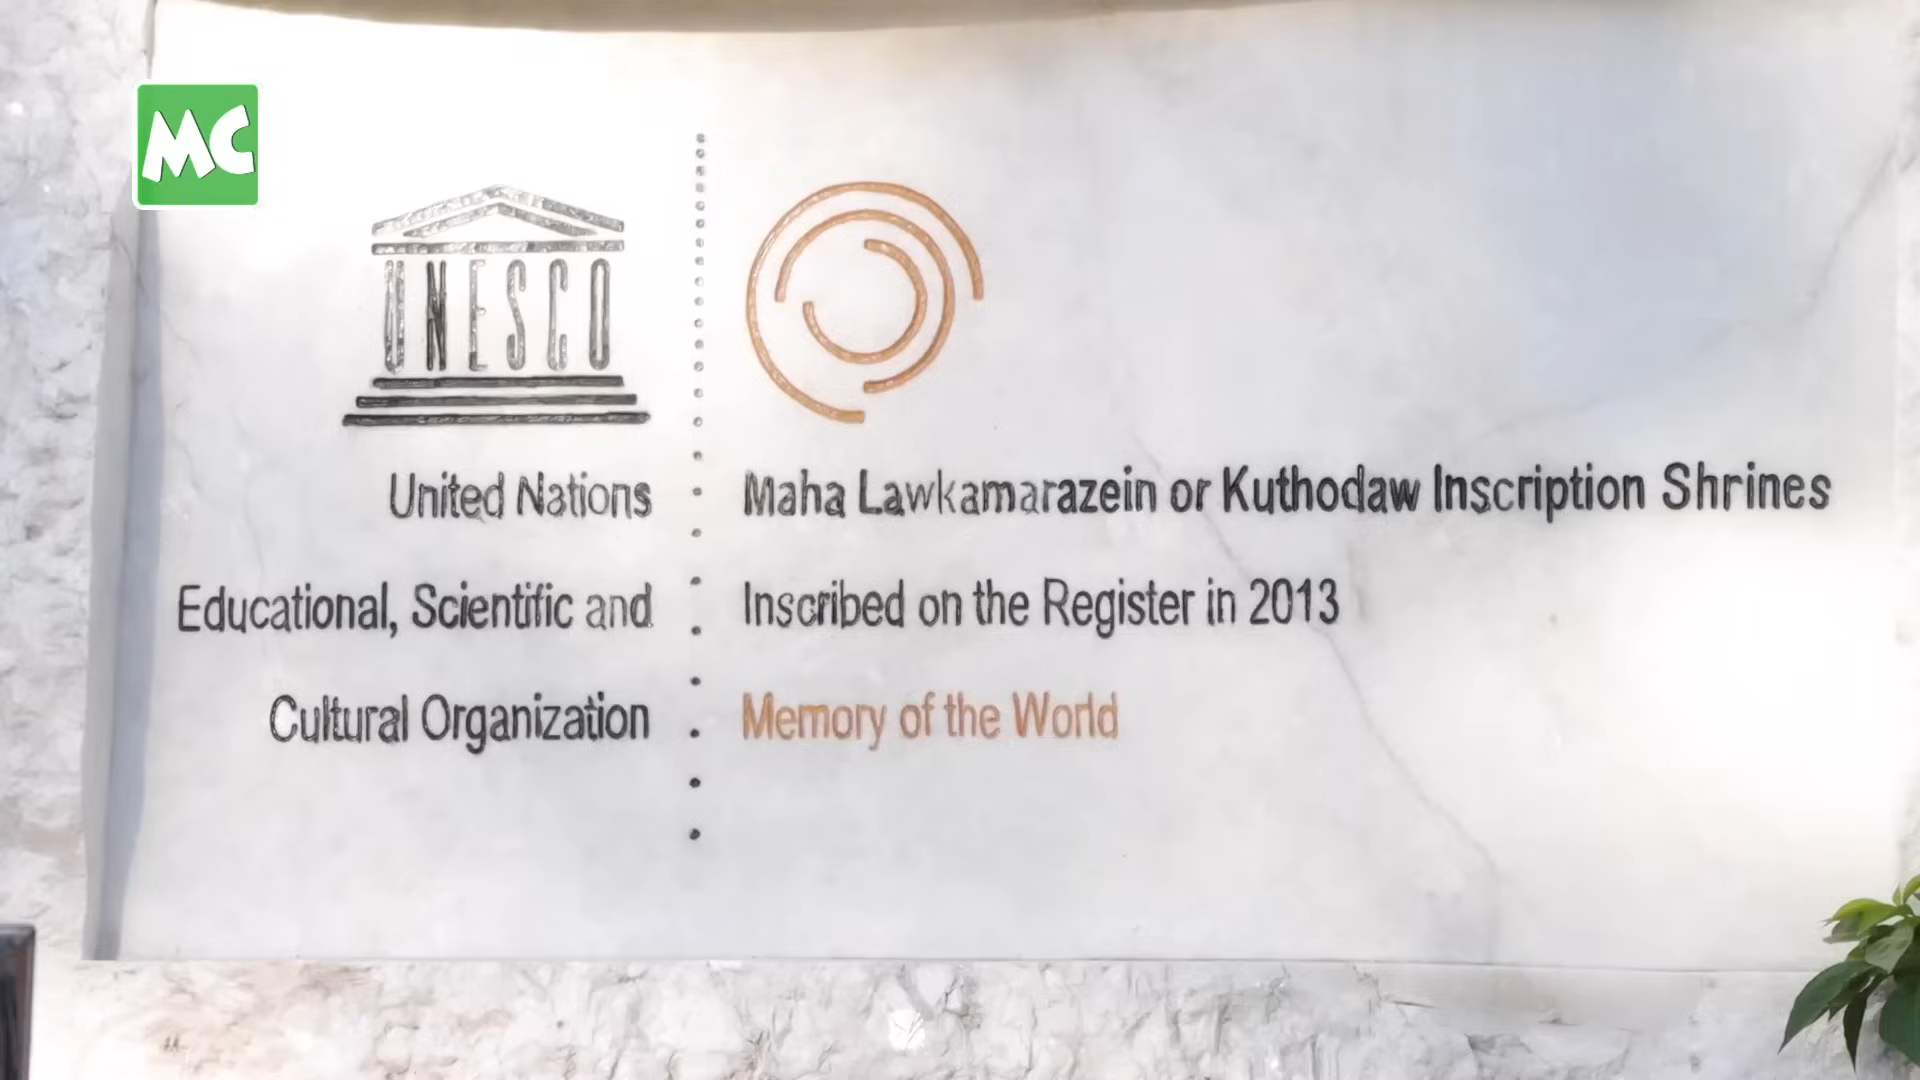 MC
UNESCO
United Nations
Educational, Scientific and
Cultural Organization
Maha Lawkamarazein or Kuthodaw Inscription Shrines
Inscribed on the Register in 2013
Memory of the World